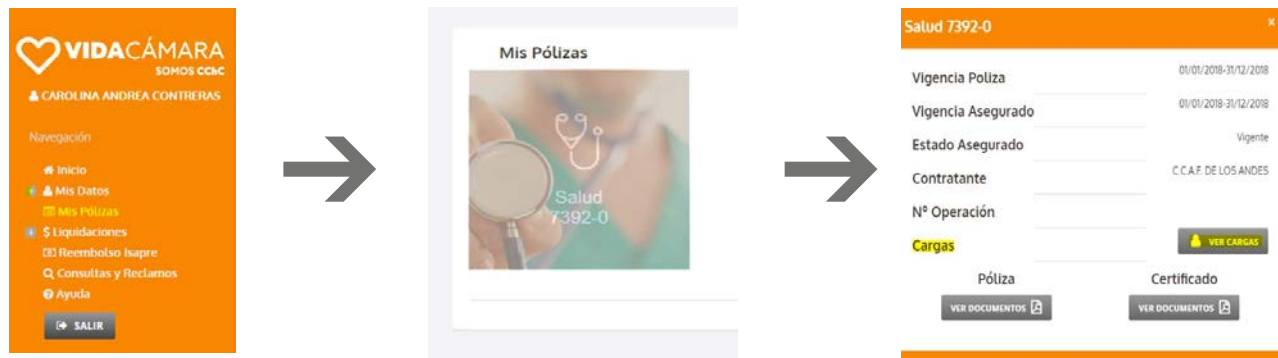 VIDACÁMARA
SOMOS CChC
CAROLINA ANDREA CONTRERAS
Navegación
Inicio
Mis Datos
Mis Pólizas
$ Liquidaciones
Reembolso Isapre
Consultas y Reclamos
Ayuda
SALIR
Mis Pólizas
Salud
7392-0
Salud 7392-0 x
Vigencia Poliza 01/01/2018-31/12/2018
Vigencia Asegurado 01/01/2018-31/12/2018
Estado Asegurado Vigente
Contratante C.C.A.F. DE LOS ANDES
Nº Operación
Cargas VER CARGAS
Póliza Certificado
VER DOCUMENTOS VER DOCUMENTOS